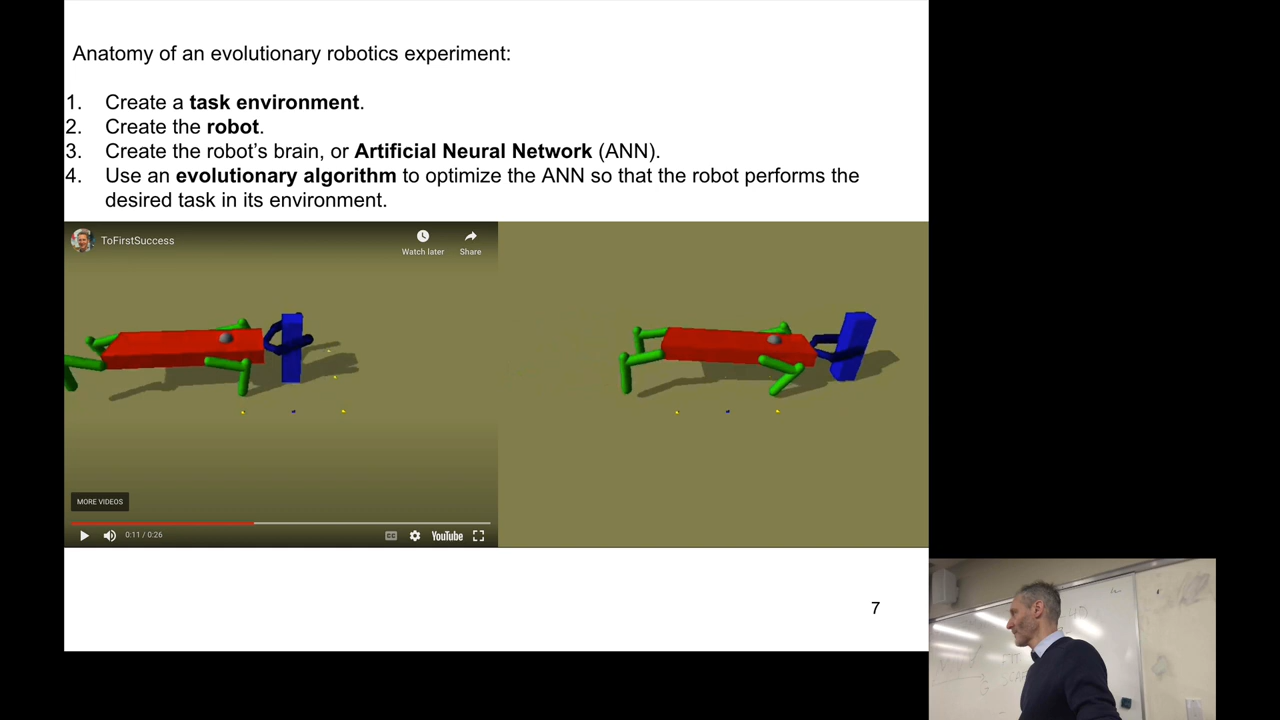 Anatomy of an evolutionary robotics experiment:
1. Create a task environment.
2. Create the robot.
3. Create the robot's brain, or Artificial Neural Network (ANN).
4. Use an evolutionary algorithm to optimize the ANN so that the robot performs the
desired task in its environment.
ToFirstSuccess
Watch later
Share
MORE VIDEOS
0:11 / 0:26
CC
YouTube
7